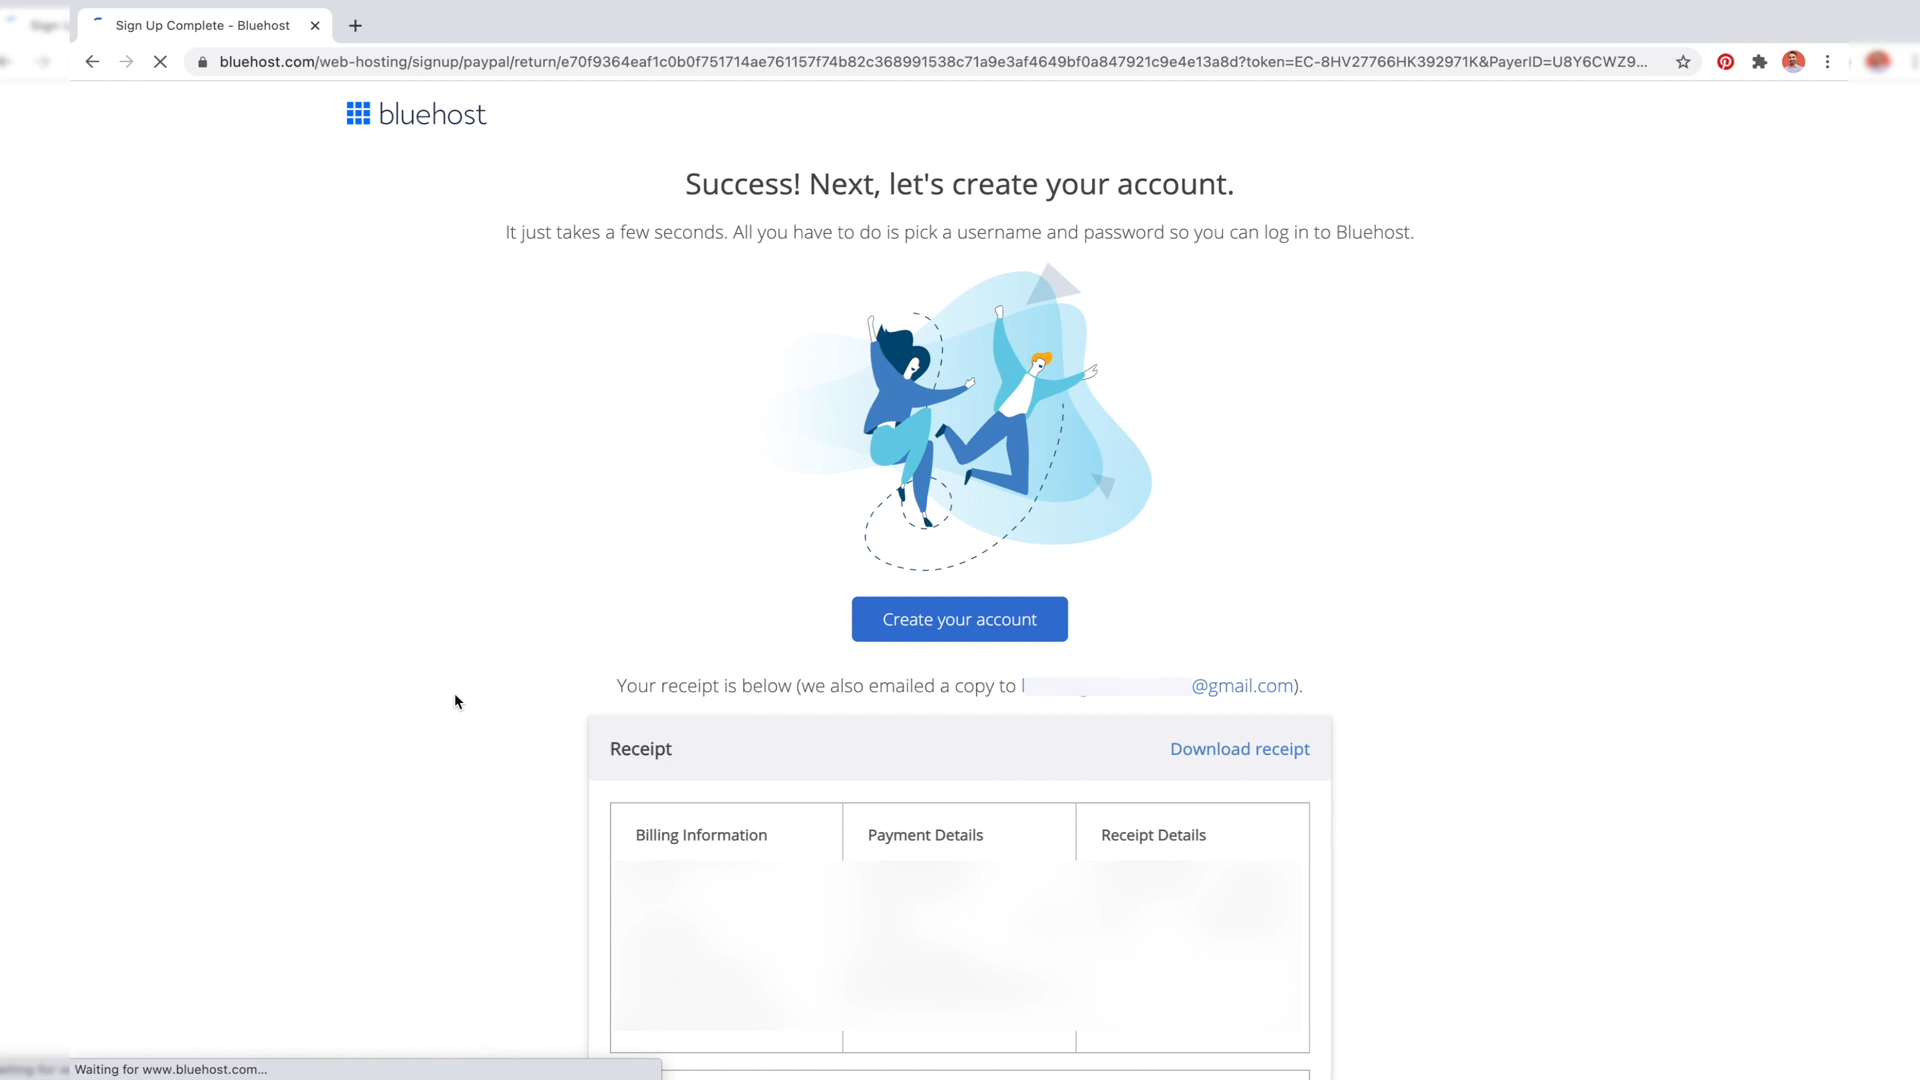 Sign Up Complete - Bluehost
bluehost.com/web-hosting/signup/paypal/return/e70f9364eaf1c0b0f751714ae761157f74b82c368991538c71a9e3af4649bf0a847921c9e4e13a8d?token=EC-8HV27766HK392971K&PayerID=U8Y6CWZ9...
bluehost
Success! Next, let's create your account.
It just takes a few seconds. All you have to do is pick a username and password so you can log in to Bluehost.
Create your account
Your receipt is below (we also emailed a copy to @gmail.com).
Receipt Download receipt
Billing Information Payment Details Receipt Details
Waiting for www.bluehost.com...